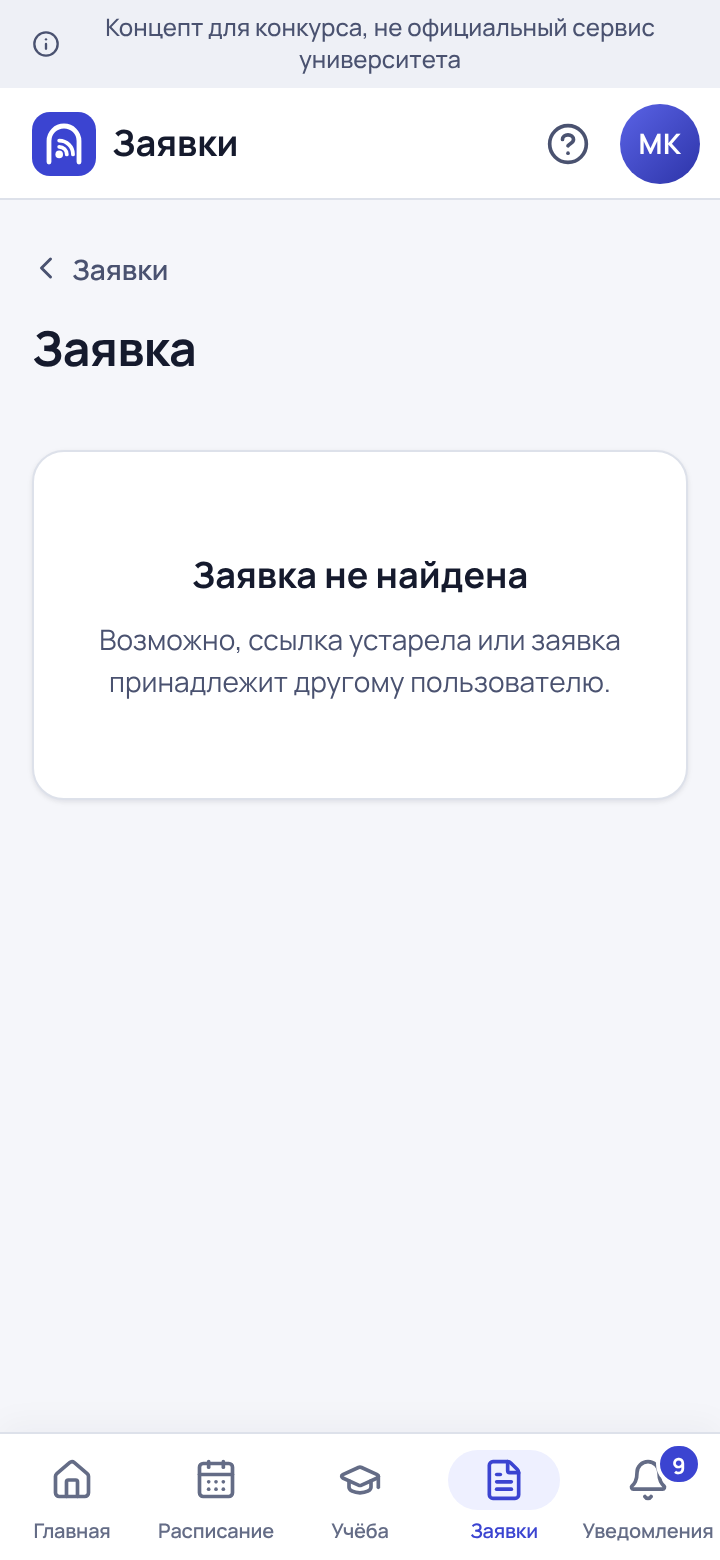 Концепт для конкурса, не официальный сервис
университета
Заявки
МК
Заявки
Заявка
Заявка не найдена
Возможно, ссылка устарела или заявка
принадлежит другому пользователю.
9
Главная
Расписание
Учёба
Заявки
Уведомления